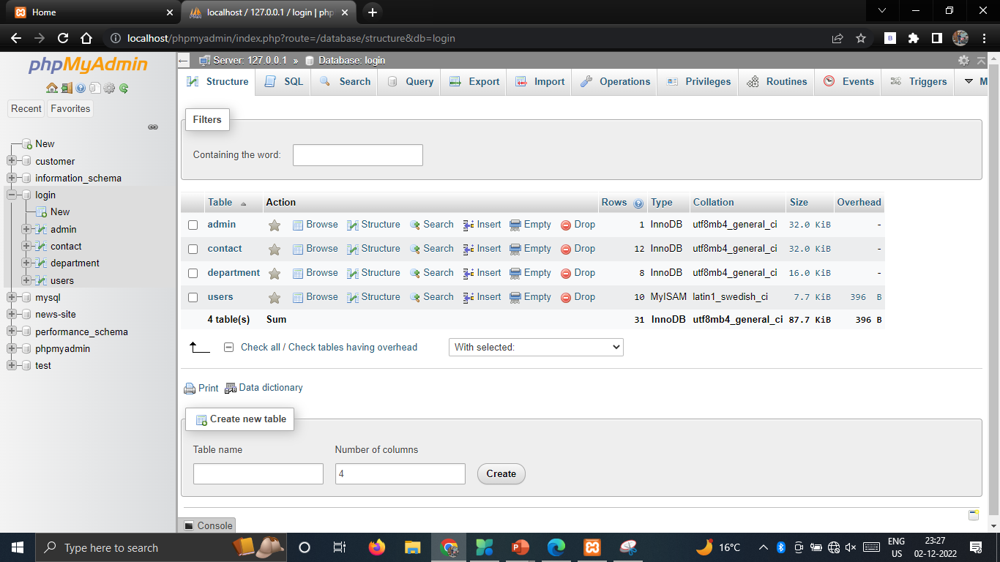 Home
localhost / 127.0.0.1 / login | php
localhost/phpmyadmin/index.php?route=/database/structure&db=login
phpMyAdmin
Recent Favorites
New
customer
information_schema
login
New
admin
contact
department
users
mysql
news-site
performance_schema
phpmyadmin
test
Server: 127.0.0.1 » Database: login
Structure SQL Search Query Export Import Operations Privileges Routines Events Triggers M
Filters
Containing the word:
Table Action Rows Type Collation Size Overhead
admin Browse Structure Search Insert Empty Drop 1 InnoDB utf8mb4_general_ci 32.0 KiB -
contact Browse Structure Search Insert Empty Drop 12 InnoDB utf8mb4_general_ci 32.0 KiB -
department Browse Structure Search Insert Empty Drop 8 InnoDB utf8mb4_general_ci 16.0 KiB -
users Browse Structure Search Insert Empty Drop 10 MyISAM latin1_swedish_ci 7.7 KiB 396 B
4 table(s) Sum 31 InnoDB utf8mb4_general_ci 87.7 KiB 396 B
Check all / Check tables having overhead With selected:
Print Data dictionary
Create new table
Table name Number of columns
4 Create
Console
Type here to search
16°C
ENG
US
23:27
02-12-2022